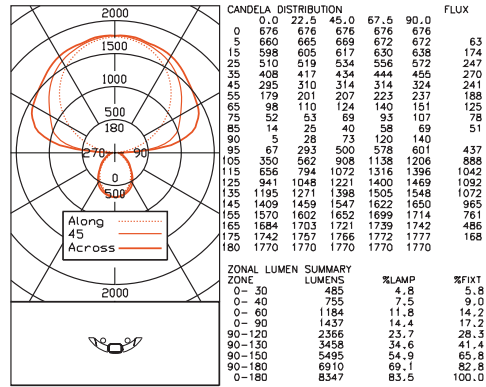 2000
1500
1000
500
180
270
90
0
500
Along
45
Across
2000
CANDELA DISTRIBUTION FLUX
0.0 22.5 45.0 67.5 90.0
0 676 676 676 676 676
5 660 665 669 672 672 63
15 598 605 617 630 638 174
25 510 519 534 556 572 247
35 408 417 434 444 455 270
45 295 310 314 314 324 241
55 179 201 207 223 237 188
65 98 110 124 140 151 125
75 52 53 69 93 107 78
85 14 25 40 58 69 51
90 5 28 73 120 140
95 67 293 500 578 601 437
105 350 562 908 1138 1206 888
115 656 794 1072 1316 1396 1042
125 941 1048 1221 1400 1469 1092
135 1195 1271 1398 1505 1548 1072
145 1409 1459 1547 1622 1650 965
155 1570 1602 1652 1699 1714 761
165 1684 1703 1721 1739 1742 486
175 1742 1757 1766 1772 1777 168
180 1770 1770 1770 1770 1770
ZONAL LUMEN SUMMARY
ZONE LUMENS %LAMP %FIXT
0- 30 485 4.8 5.8
0- 40 755 7.5 9.0
0- 60 1184 11.8 14.2
0- 90 1437 14.4 17.2
90-120 2366 23.7 28.3
90-130 3458 34.6 41.4
90-150 5495 54.9 65.8
90-180 6910 69.1 82.8
0-180 8347 83.5 100.0